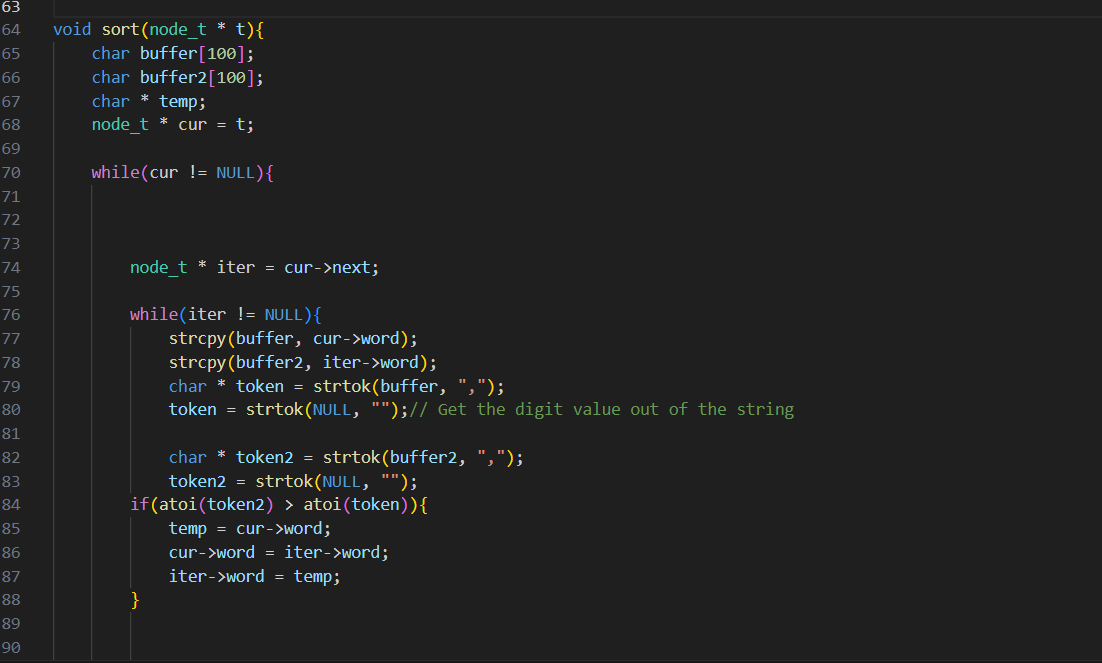 63
64 void sort(node_t * t){
65     char buffer[100];
66     char buffer2[100];
67     char * temp;
68     node_t * cur = t;
69
70     while(cur != NULL){
71
72
73
74         node_t * iter = cur->next;
75
76         while(iter != NULL){
77             strcpy(buffer, cur->word);
78             strcpy(buffer2, iter->word);
79             char * token = strtok(buffer, ",");
80             token = strtok(NULL, "");// Get the digit value out of the string
81
82             char * token2 = strtok(buffer2, ",");
83             token2 = strtok(NULL, "");
84         if(atoi(token2) > atoi(token)){
85             temp = cur->word;
86             cur->word = iter->word;
87             iter->word = temp;
88         }
89
90